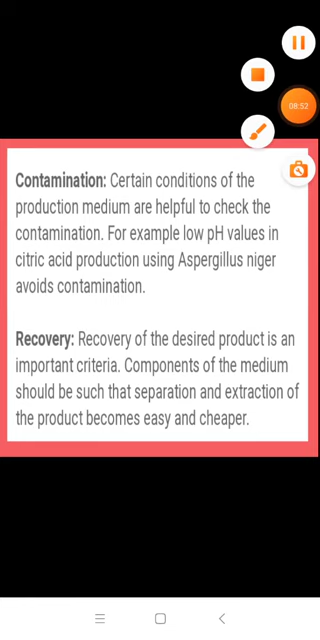 08:52
Contamination: Certain conditions of the
production medium are helpful to check the
contamination. For example low pH values in
citric acid production using Aspergillus niger
avoids contamination.
Recovery: Recovery of the desired product is an
important criteria. Components of the medium
should be such that separation and extraction of
the product becomes easy and cheaper.